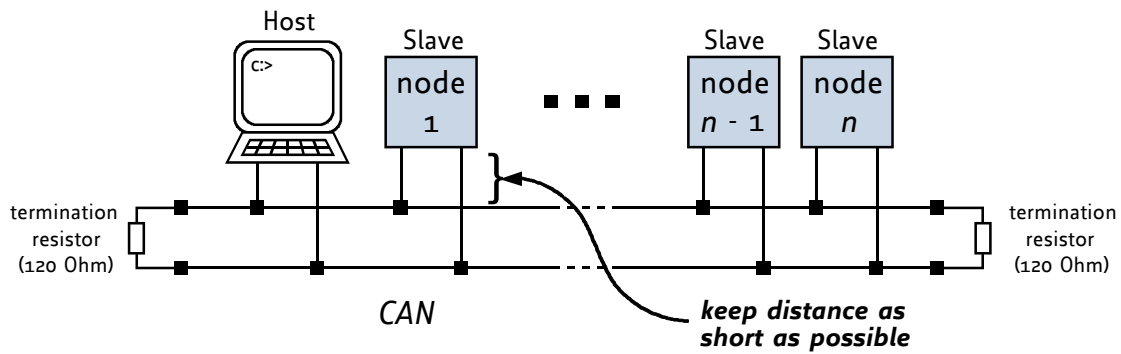 Host
c:>
Slave
node
1
Slave
node
n - 1
Slave
node
n
termination
resistor
(120 Ohm)
termination
resistor
(120 Ohm)
CAN
keep distance as
short as possible